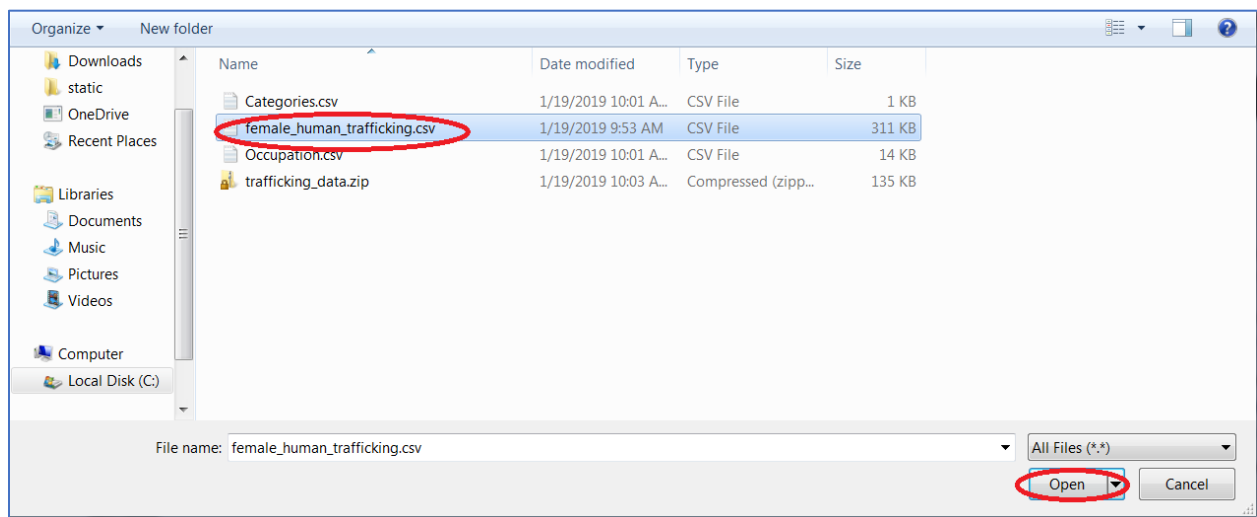 Organize New folder
Downloads
static
OneDrive
Recent Places
Libraries
Documents
Music
Pictures
Videos
Computer
Local Disk (C:)
Name Date modified Type Size
Categories.csv 1/19/2019 10:01 A... CSV File 1 KB
female_human_trafficking.csv 1/19/2019 9:53 AM CSV File 311 KB
Occupation.csv 1/19/2019 10:01 A... CSV File 14 KB
trafficking_data.zip 1/19/2019 10:03 A... Compressed (zipp... 135 KB
File name: female_human_trafficking.csv All Files (*.*)
Open Cancel